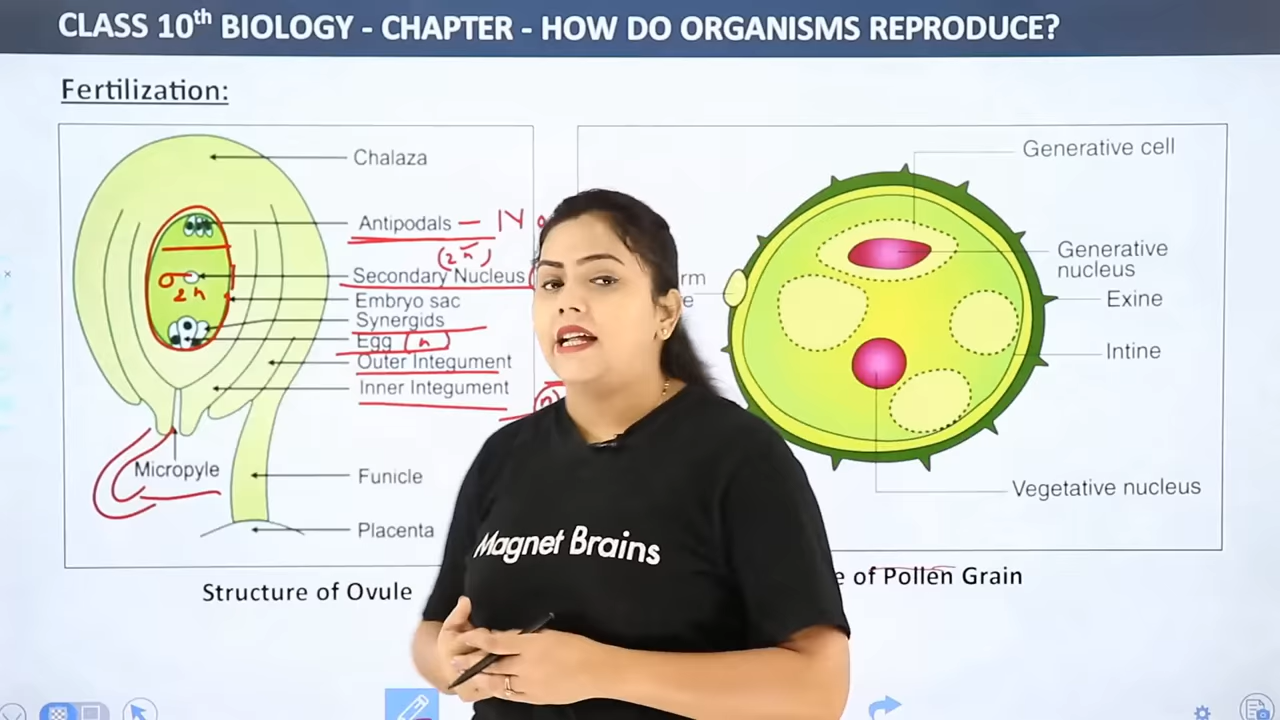 CLASS 10th BIOLOGY - CHAPTER - HOW DO ORGANISMS REPRODUCE?
Fertilization:
Chalaza
Antipodals
(2n)
Secondary Nucleus
2n
Embryo sac
Synergids
Egg (n)
Outer Integument
Inner Integument
(n)
Micropyle
Funicle
Placenta
Structure of Ovule
Generative cell
Generative
nucleus
Exine
Intine
Vegetative nucleus
of Pollen Grain
Magnet Brains